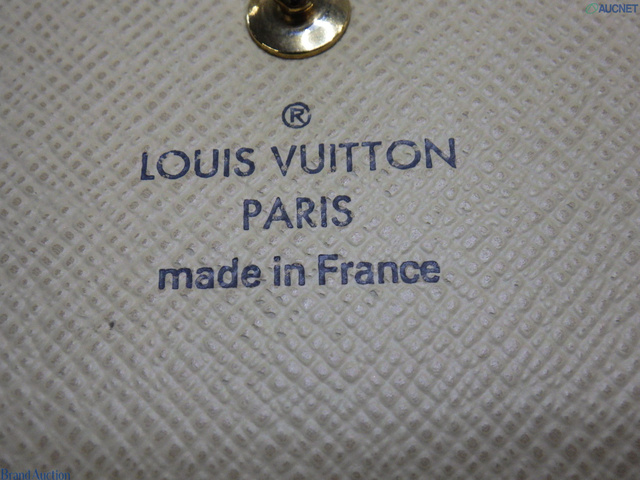 AUCNET
®
LOUIS VUITTON
PARIS
made in France
Brand Auction